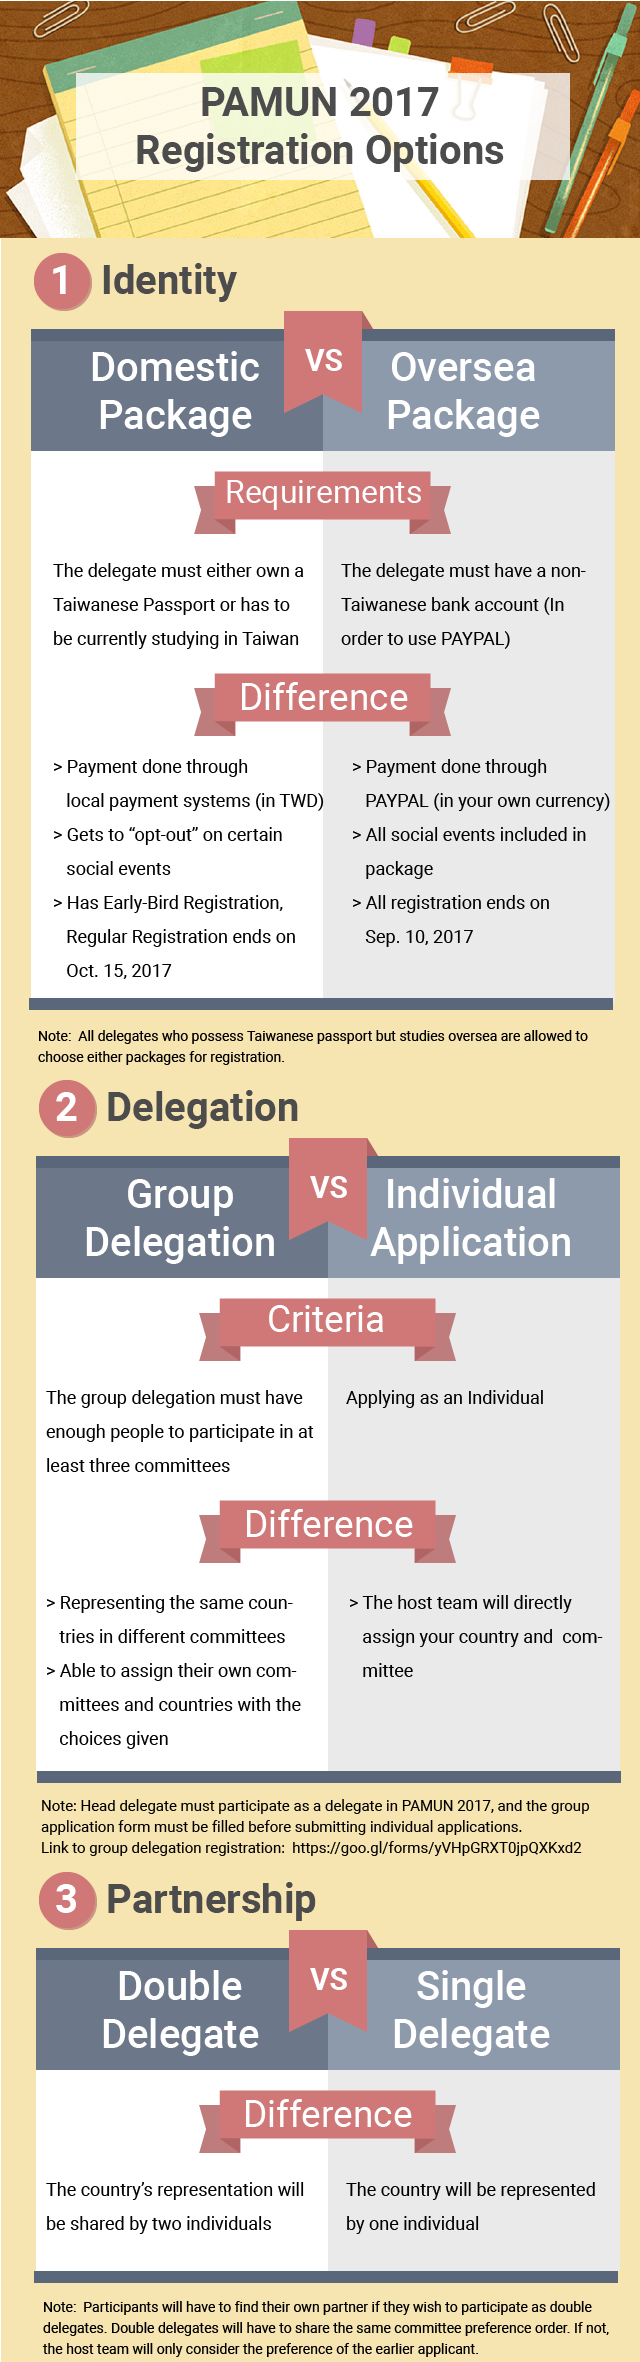 PAMUN 2017
Registration Options
1 Identity
Domestic
Package
VS
Oversea
Package
Requirements
The delegate must either own a
Taiwanese Passport or has to
be currently studying in Taiwan
The delegate must have a non-
Taiwanese bank account (In
order to use PAYPAL)
Difference
> Payment done through
local payment systems (in TWD)
> Gets to “opt-out” on certain
social events
> Has Early-Bird Registration,
Regular Registration ends on
Oct. 15, 2017
> Payment done through
PAYPAL (in your own currency)
> All social events included in
package
> All registration ends on
Sep. 10, 2017
Note: All delegates who possess Taiwanese passport but studies oversea are allowed to
choose either packages for registration.
2 Delegation
Group
Delegation
VS
Individual
Application
Criteria
The group delegation must have
enough people to participate in at
least three committees
Applying as an Individual
Difference
> Representing the same coun-
tries in different committees
> Able to assign their own com-
mittees and countries with the
choices given
> The host team will directly
assign your country and com-
mittee
Note: Head delegate must participate as a delegate in PAMUN 2017, and the group
application form must be filled before submitting individual applications.
Link to group delegation registration: https://goo.gl/forms/yVHpGRXT0jpQXKxd2
3 Partnership
Double
Delegate
VS
Single
Delegate
Difference
The country’s representation will
be shared by two individuals
The country will be represented
by one individual
Note: Participants will have to find their own partner if they wish to participate as double
delegates. Double delegates will have to share the same committee preference order. If not,
the host team will only consider the preference of the earlier applicant.